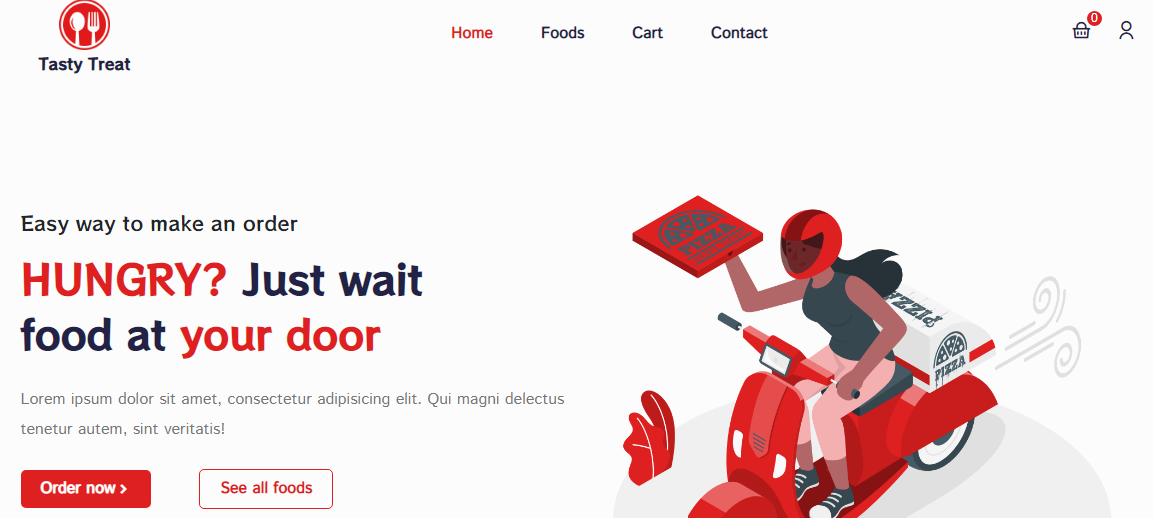 Tasty Treat
Home Foods Cart Contact
0
Easy way to make an order
HUNGRY? Just wait
food at your door
Lorem ipsum dolor sit amet, consectetur adipisicing elit. Qui magni delectus
tenetur autem, sint veritatis!
Order now
See all foods
PIZZA
PIZZA